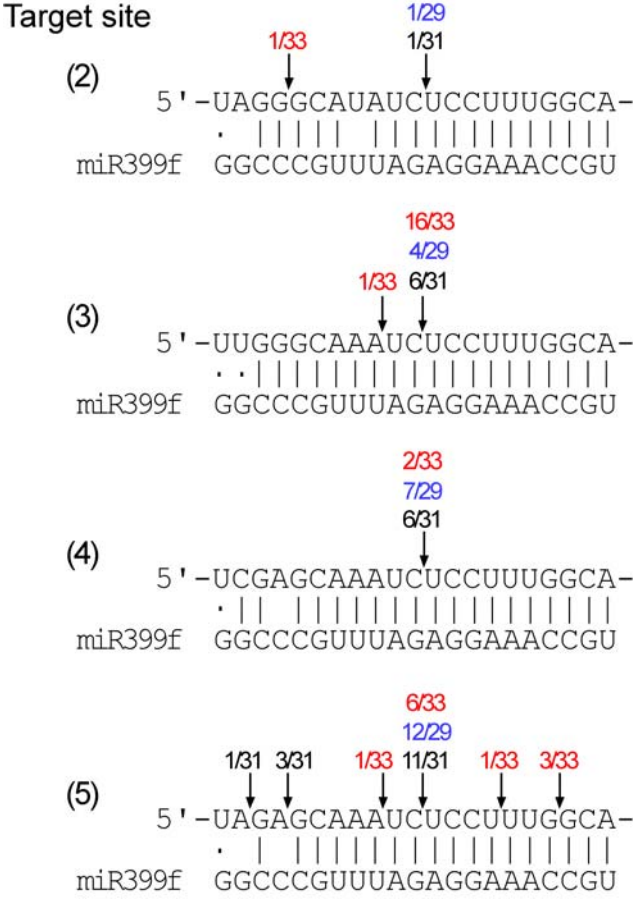 Target site
1/29
1/33 1/31
(2)
5'-UAGGGCAUAUCUCCUUUGGCA-
miR399f GGCCCGUUUAGAGGAAACCGU
16/33
4/29
1/33 6/31
(3)
5'-UUGGGCAAAUCUCCUUUGGCA-
miR399f GGCCCGUUUAGAGGAAACCGU
2/33
7/29
6/31
(4)
5'-UCGAGCAAAUCUCCUUUGGCA-
miR399f GGCCCGUUUAGAGGAAACCGU
6/33
12/29
1/31 3/31 1/33 11/31 1/33 3/33
(5)
5'-UAGAGCAAAUCUCCUUUGGCA-
miR399f GGCCCGUUUAGAGGAAACCGU